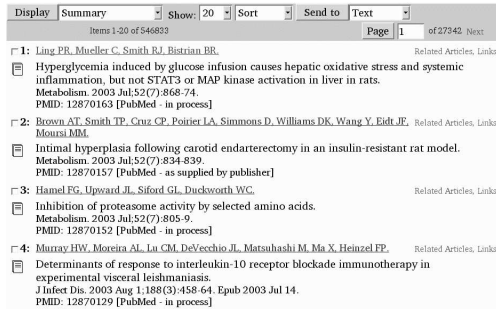 Display Summary Show: 20 Sort Send to Text
Items 1-20 of 546833 Page 1 of 27342 Next
1: Ling PR, Mueller C, Smith RJ, Bistrian BR. Related Articles, Links
Hyperglycemia induced by glucose infusion causes hepatic oxidative stress and systemic
inflammation, but not STAT3 or MAP kinase activation in liver in rats.
Metabolism. 2003 Jul;52(7):868-74.
PMID: 12870163 [PubMed - in process]
2: Brown AT, Smith TP, Cruz CP, Poirier LA, Simmons D, Williams DK, Wang Y, Eidt JF, Related Articles, Links
Moursi MM.
Intimal hyperplasia following carotid endarterectomy in an insulin-resistant rat model.
Metabolism. 2003 Jul;52(7):834-839.
PMID: 12870157 [PubMed - as supplied by publisher]
3: Hamel FG, Upward JL, Siford GL, Duckworth WC. Related Articles, Links
Inhibition of proteasome activity by selected amino acids.
Metabolism. 2003 Jul;52(7):805-9.
PMID: 12870152 [PubMed - in process]
4: Murray HW, Moreira AL, Lu CM, DeVecchio JL, Matsuhashi M, Ma X, Heinzel FP. Related Articles, Links
Determinants of response to interleukin-10 receptor blockade immunotherapy in
experimental visceral leishmaniasis.
J Infect Dis. 2003 Aug 1;188(3):458-64. Epub 2003 Jul 14.
PMID: 12870129 [PubMed - in process]